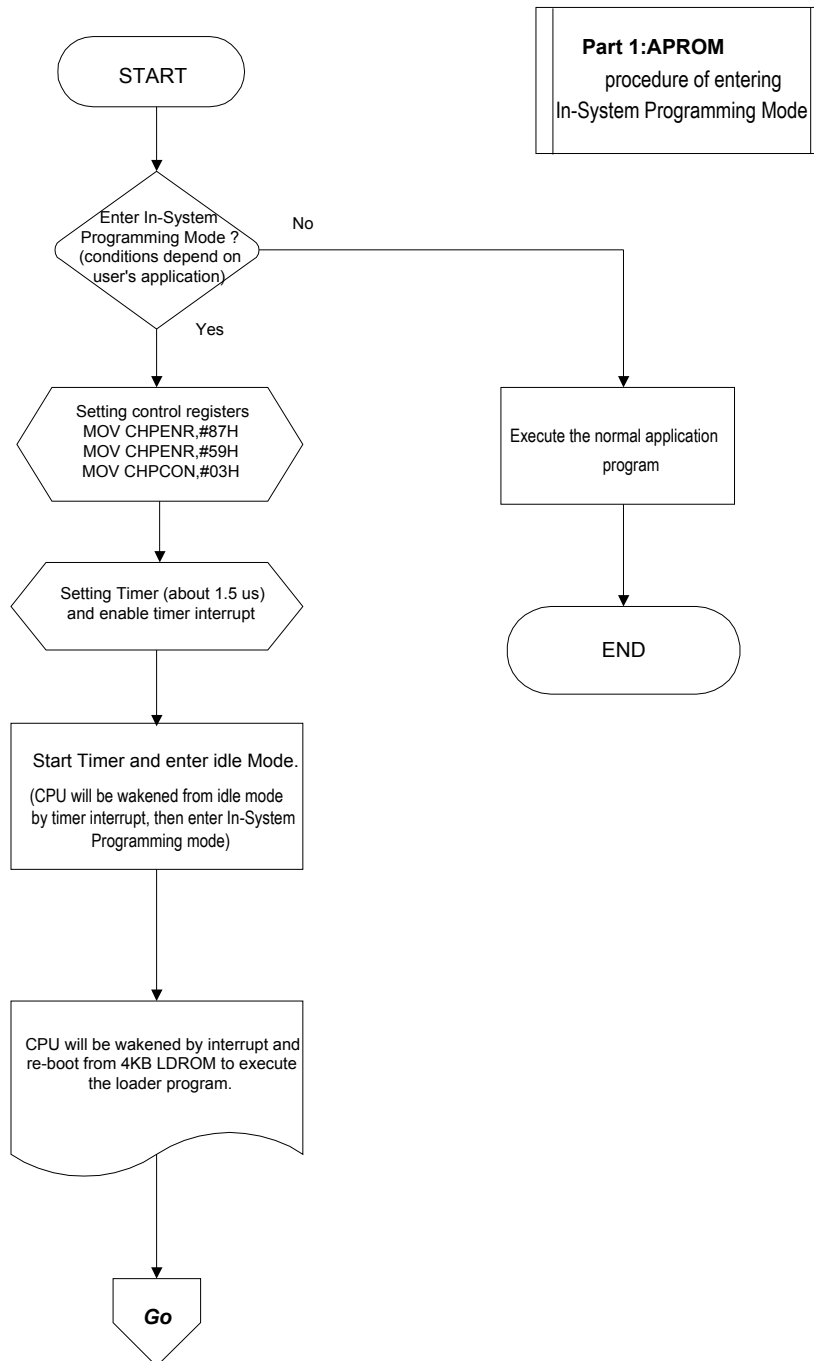 Part 1:APROM
procedure of entering
In-System Programming Mode
START
Enter In-System
Programming Mode ?
(conditions depend on
user's application)
No
Yes
Setting control registers
MOV CHPENR,#87H
MOV CHPENR,#59H
MOV CHPCON,#03H
Execute the normal application
program
Setting Timer (about 1.5 us)
and enable timer interrupt
END
Start Timer and enter idle Mode.
(CPU will be wakened from idle mode
by timer interrupt, then enter In-System
Programming mode)
CPU will be wakened by interrupt and
re-boot from 4KB LDROM to execute
the loader program.
Go